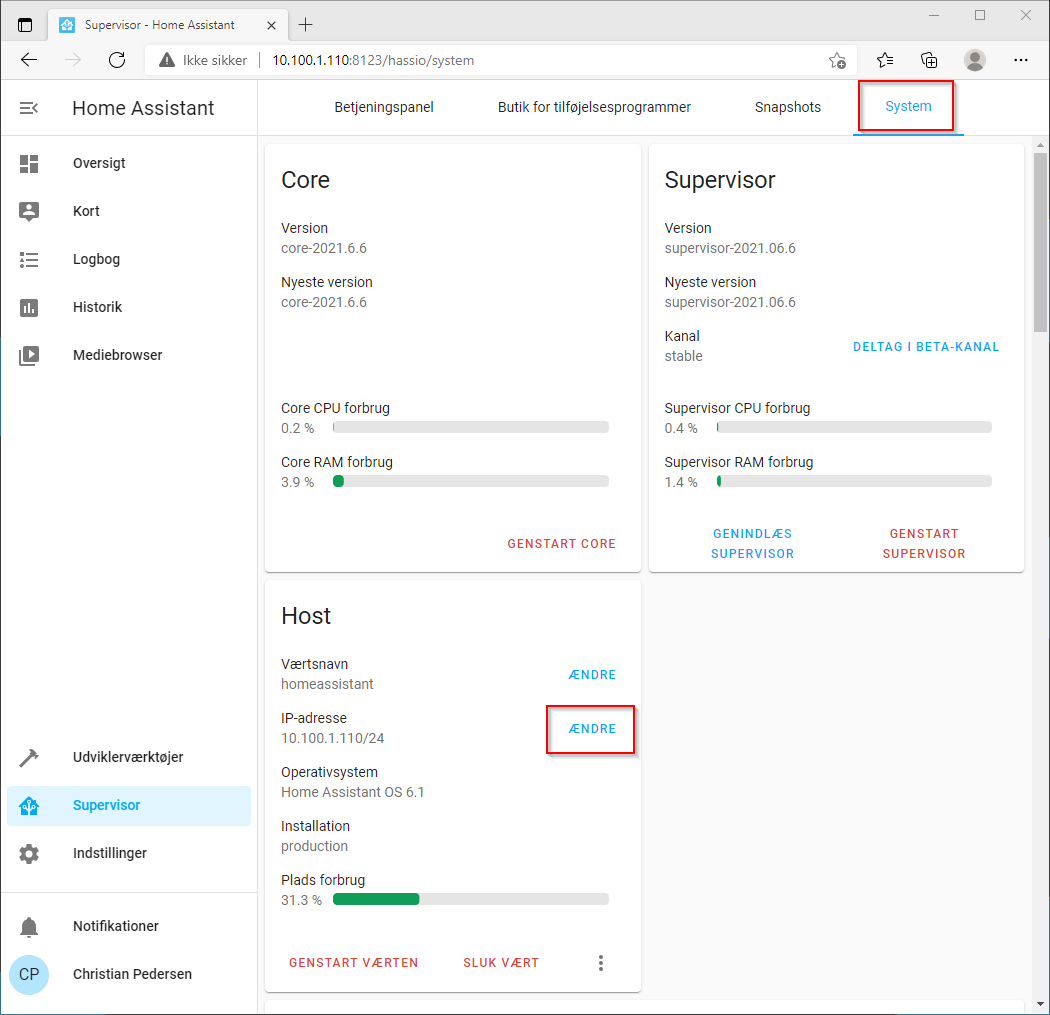 Supervisor - Home Assistant
Ikke sikker
10.100.1.110:8123/hassio/system
Home Assistant
Betjeningspanel
Butik for tilføjelsesprogrammer
Snapshots
System
Oversigt
Kort
Logbog
Historik
Mediebrowser
Udviklerværktøjer
Supervisor
Indstillinger
Notifikationer
CP
Christian Pedersen
Core
Version
core-2021.6.6
Nyeste version
core-2021.6.6
Core CPU forbrug
0.2 %
Core RAM forbrug
3.9 %
GENSTART CORE
Supervisor
Version
supervisor-2021.06.6
Nyeste version
supervisor-2021.06.6
Kanal
stable
DELTAG I BETA-KANAL
Supervisor CPU forbrug
0.4 %
Supervisor RAM forbrug
1.4 %
GENINDLÆS
SUPERVISOR
GENSTART
SUPERVISOR
Host
Værtsnavn
homeassistant
ÆNDRE
IP-adresse
10.100.1.110/24
ÆNDRE
Operativsystem
Home Assistant OS 6.1
Installation
production
Plads forbrug
31.3 %
GENSTART VÆRTEN
SLUK VÆRT